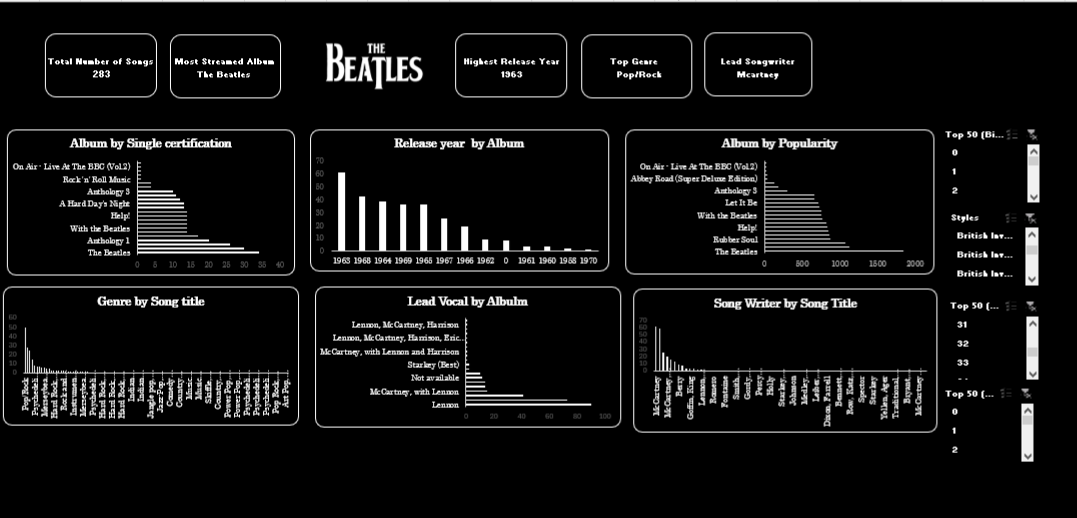 Total Number of Songs
283
Most Streamed Album
The Beatles
THE
BEATLES
Highest Release Year
1963
Top Genre
Pop/Rock
Lead Songwriter
Mcartney
Album by Single certification
On Air - Live At The BBC (Vol.2)
Rock'n'Roll Music
Anthology 3
A Hard Day's Night
Help!
With the Beatles
Anthology 1
The Beatles
0 5 10 15 20 25 30 35 40
Release year by Album
70
60
50
40
30
20
10
0
1963 1968 1964 1969 1965 1967 1966 1962 0 1961 1960 1958 1970
Album by Popularity
On Air - Live At The BBC (Vol.2)
Abbey Road (Super Deluxe Edition)
Anthology 3
Let It Be
With the Beatles
Help!
Rubber Soul
The Beatles
0 500 1000 1500 2000
Top 50 (Bi...
0
1
2
Styles
British Inv...
British Inv...
British Inv...
Genre by Song title
60
50
40
30
20
10
0
Pop Rock
Psychedeli...
Merseybea...
Hard Rock...
Rock and...
Instrumen...
Merseybea...
Psychedeli...
Hard Rock...
Hard Rock...
Hard Rock...
Indian...
Indian...
Jangle pop...
Jazz-Pop...
Comedy...
Country...
Music...
Music...
Skiffle...
Country...
Power Pop...
Power Pop...
Psychedeli...
Psychedeli...
Psychedeli...
Pop Rock...
Art Pop...
Lead Vocal by Albulm
Lennon, McCartney, Harrison
Lennon, McCartney, Harrison, Eric...
McCartney, with Lennon and Harrison
Starkey (Best)
Not available
McCartney, with Lennon
Lennon
0 20 40 60 80 100
Song Writer by Song Title
70
60
50
40
30
20
10
0
McCartney
McCartney...
Berry
Goffin, King
Lennon...
Romero
Fontaine
Smith...
Gordy...
Percy...
Holly
Starkey...
Johnson
Medley...
Leiber...
Dixon, Farrell
Bennett...
Row, Katz...
Spector
Starkey
Yellen, Ager
Traditional...
Bryant...
McCartney
Top 50 (...
31
32
33
Top 50 (...
0
1
2